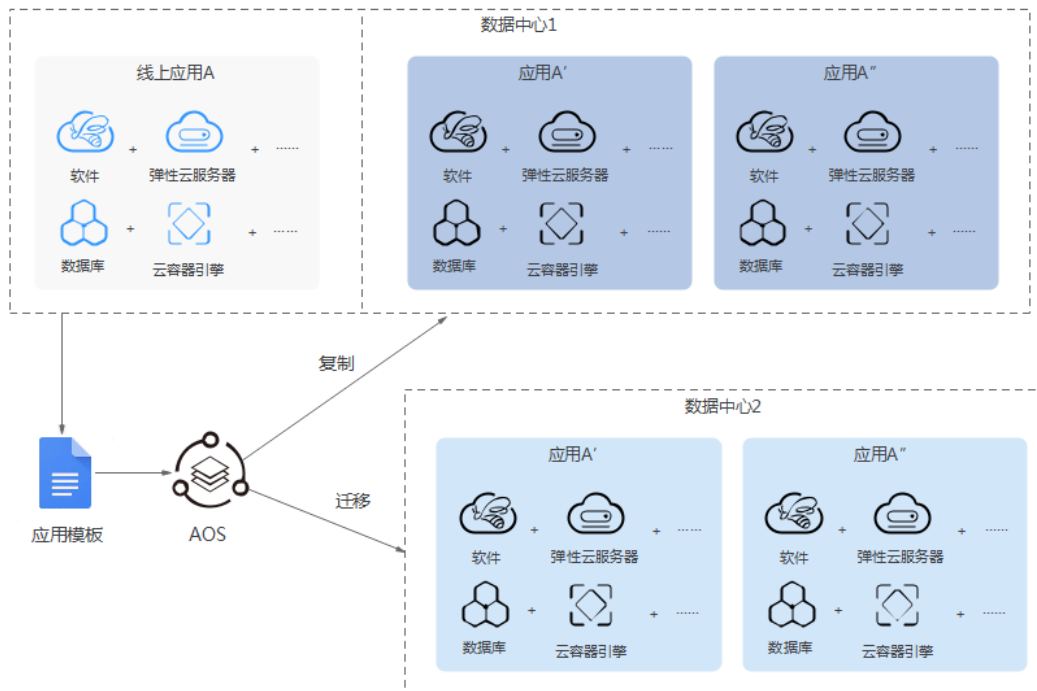 数据中心1
线上应用A
应用A′
应用A″
+
+
······
+
+
······
+
+
······
软件
弹性云服务器
软件
弹性云服务器
软件
弹性云服务器
+
+
······
+
+
······
+
+
······
数据库
云容器引擎
数据库
云容器引擎
数据库
云容器引擎
复制
数据中心2
应用A′
应用A″
迁移
应用模板
AOS
+
+
······
+
+
······
软件
弹性云服务器
软件
弹性云服务器
+
+
······
+
+
······
数据库
云容器引擎
数据库
云容器引擎